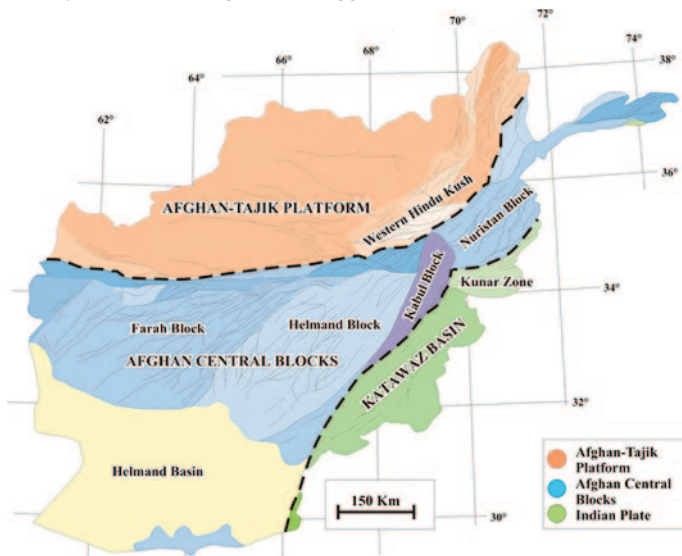 70°
72°
68°
74°
66°
64°
38°
62°
36°
AFGHAN-TAJIK PLATFORM
Western Hindu Kush
Nuristan Block
Kabul Block
Kunar Zone
34°
Farah Block
Helmand Block
AFGHAN CENTRAL BLOCKS
KATAWAZ BASIN
32°
Helmand Basin
150 Km
30°
Afghan-Tajik
Platform
Afghan Central
Blocks
Indian Plate